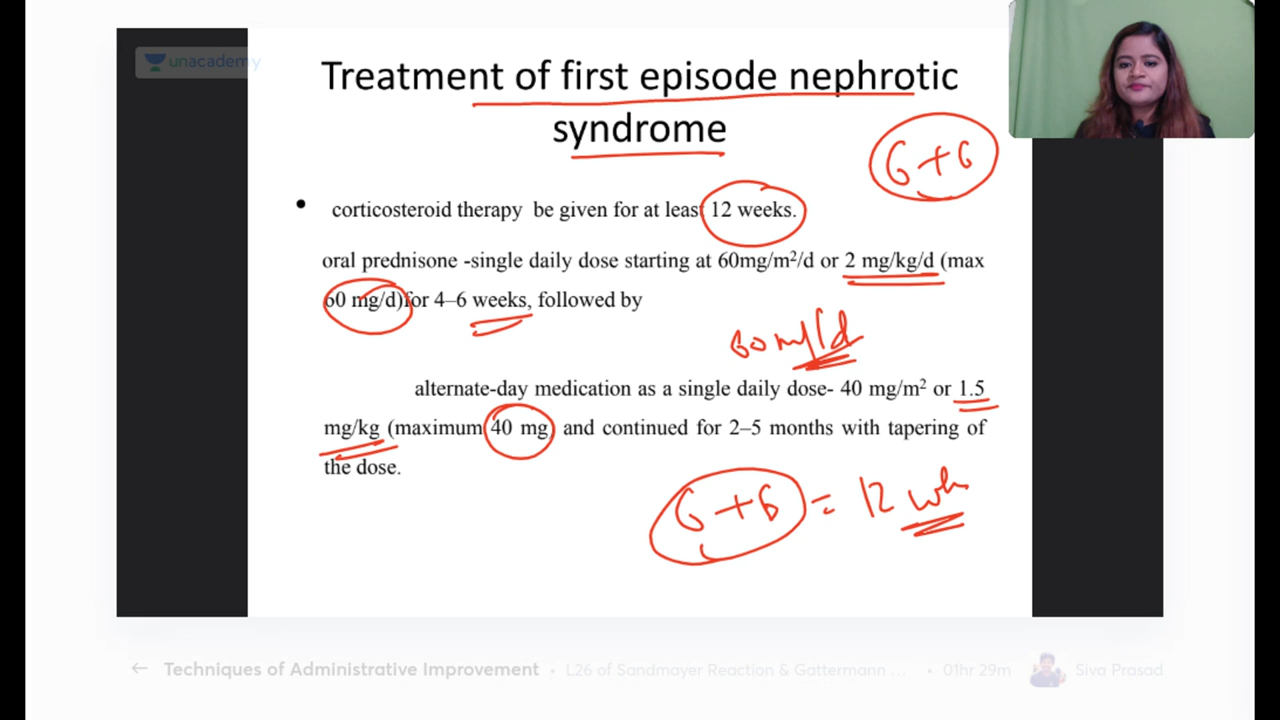 unacademy
Treatment of first episode nephrotic
syndrome
6 + 6
• corticosteroid therapy be given for at least 12 weeks.
oral prednisone -single daily dose starting at 60mg/m²/d or 2 mg/kg/d (max
60 mg/d)for 4–6 weeks, followed by
60 mg/d
alternate-day medication as a single daily dose- 40 mg/m² or 1.5
mg/kg (maximum 40 mg) and continued for 2–5 months with tapering of
the dose.
6 + 6 = 12 wk
← Techniques of Administrative Improvement • L26 of Sandmayer Reaction & Gattermann ... • 01hr 29m Siva Prasad